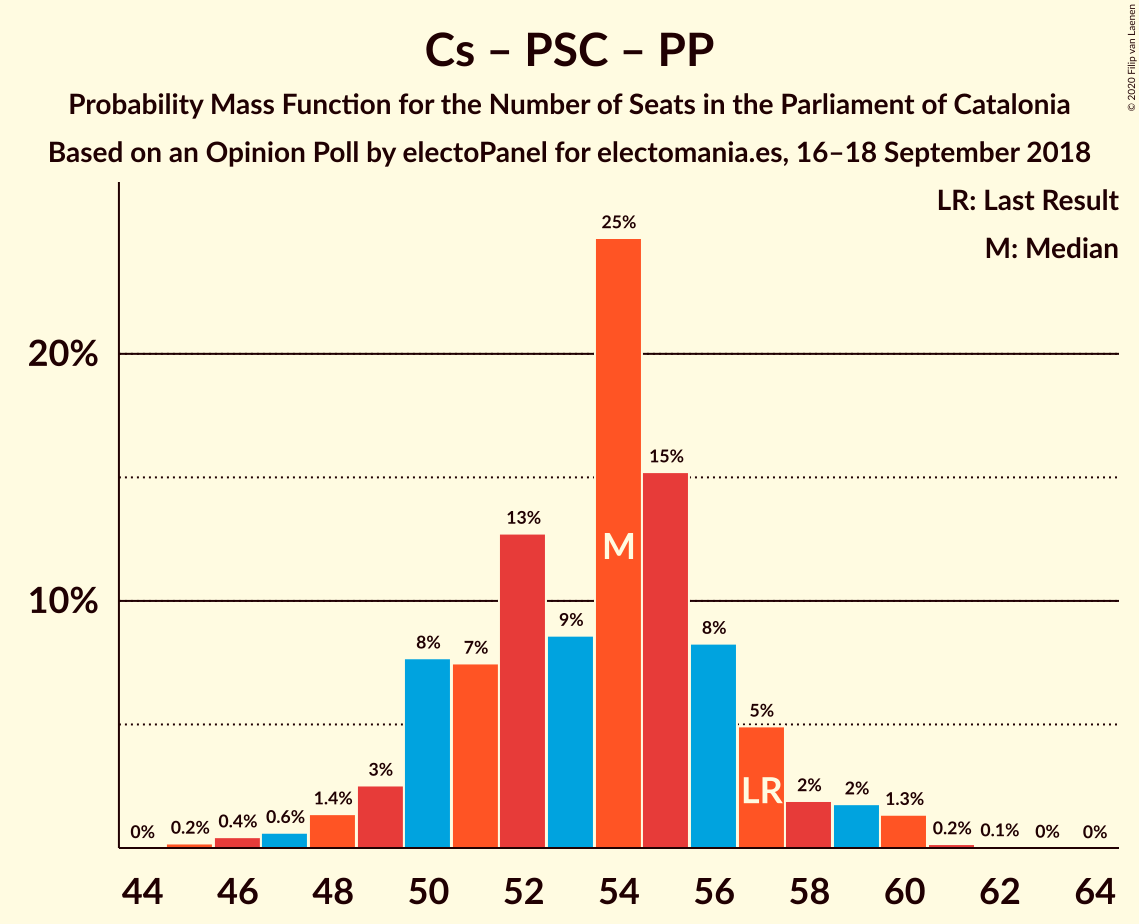 Cs – PSC – PP
Probability Mass Function for the Number of Seats in the Parliament of Catalonia
Based on an Opinion Poll by electoPanel for electomania.es, 16–18 September 2018
© 2020 Filip van Laenen
LR: Last Result
M: Median
20%
10%
0%
0.2%
0.4%
0.6%
1.4%
3%
8%
7%
13%
9%
25%
15%
8%
5%
2%
2%
1.3%
0.2%
0.1%
0%
0%
M
LR
44 46 48 50 52 54 56 58 60 62 64